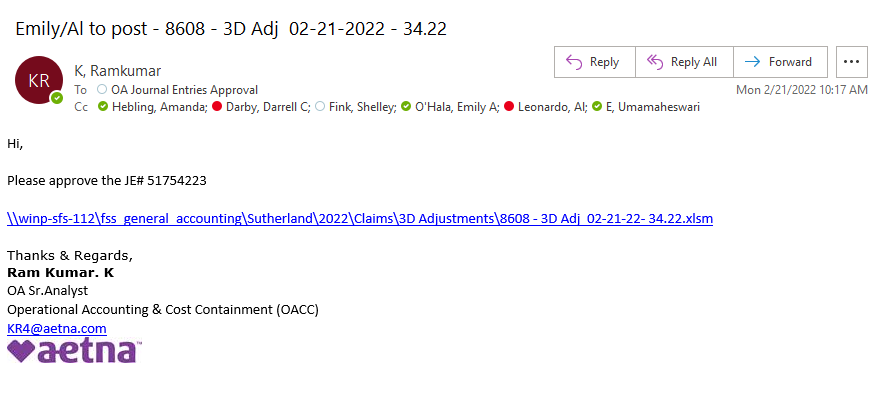 Emily/Al to post - 8608 - 3D Adj  02-21-2022 - 34.22
KR
K, Ramkumar
To OA Journal Entries Approval
Cc Hebling, Amanda; Darby, Darrell C; Fink, Shelley; O'Hala, Emily A; Leonardo, Al; E, Umamaheswari
Reply
Reply All
Forward
...
Mon 2/21/2022 10:17 AM
Hi,
Please approve the JE# 51754223
\\winp-sfs-112\fss_general_accounting\Sutherland\2022\Claims\3D Adjustments\8608 - 3D Adj  02-21-22- 34.22.xlsm
Thanks & Regards,
Ram Kumar. K
OA Sr.Analyst
Operational Accounting & Cost Containment (OACC)
KR4@aetna.com
aetna™